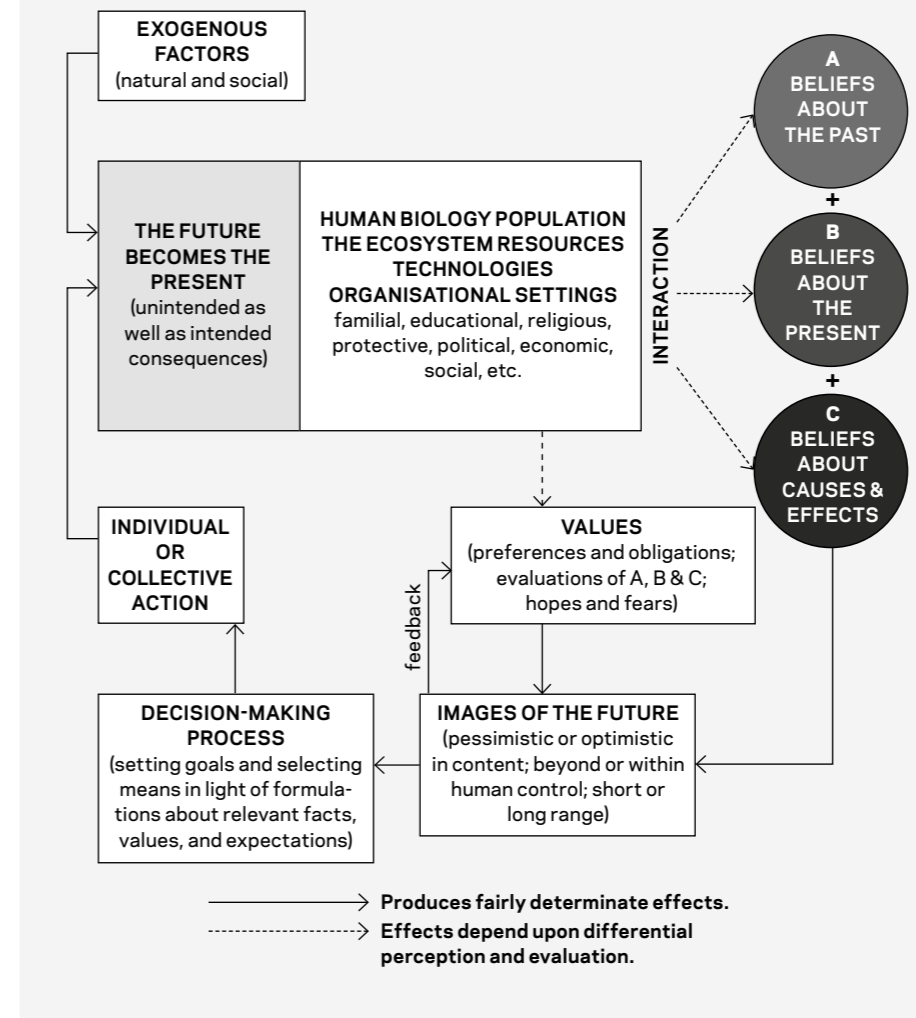 EXOGENOUS
FACTORS
(natural and social)
A
BELIEFS
ABOUT
THE PAST
+
THE FUTURE
BECOMES THE
PRESENT
(unintended as
well as intended
consequences)
HUMAN BIOLOGY POPULATION
THE ECOSYSTEM RESOURCES
TECHNOLOGIES
ORGANISATIONAL SETTINGS
familial, educational, religious,
protective, political, economic,
social, etc.
INTERACTION
B
BELIEFS
ABOUT
THE
PRESENT
+
C
BELIEFS
ABOUT
CAUSES &
EFFECTS
INDIVIDUAL
OR
COLLECTIVE
ACTION
VALUES
(preferences and obligations;
evaluations of A, B & C;
hopes and fears)
feedback
DECISION-MAKING
PROCESS
(setting goals and selecting
means in light of formula-
tions about relevant facts,
values, and expectations)
IMAGES OF THE FUTURE
(pessimistic or optimistic
in content; beyond or within
human control; short or
long range)
Produces fairly determinate effects.
Effects depend upon differential
perception and evaluation.